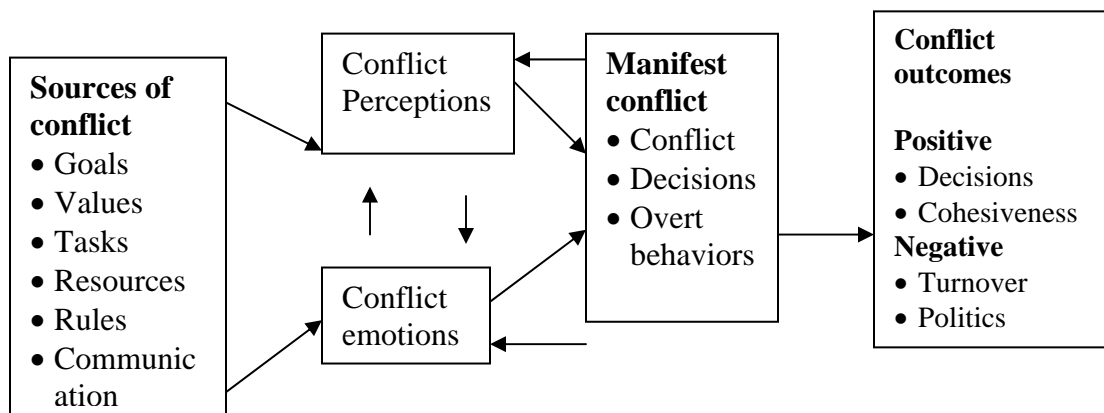 Sources of
conflict
• Goals
• Values
• Tasks
• Resources
• Rules
• Communic
ation
Conflict
Perceptions
Conflict
emotions
Manifest
conflict
• Conflict
• Decisions
• Overt
behaviors
Conflict
outcomes
Positive
• Decisions
• Cohesiveness
Negative
• Turnover
• Politics